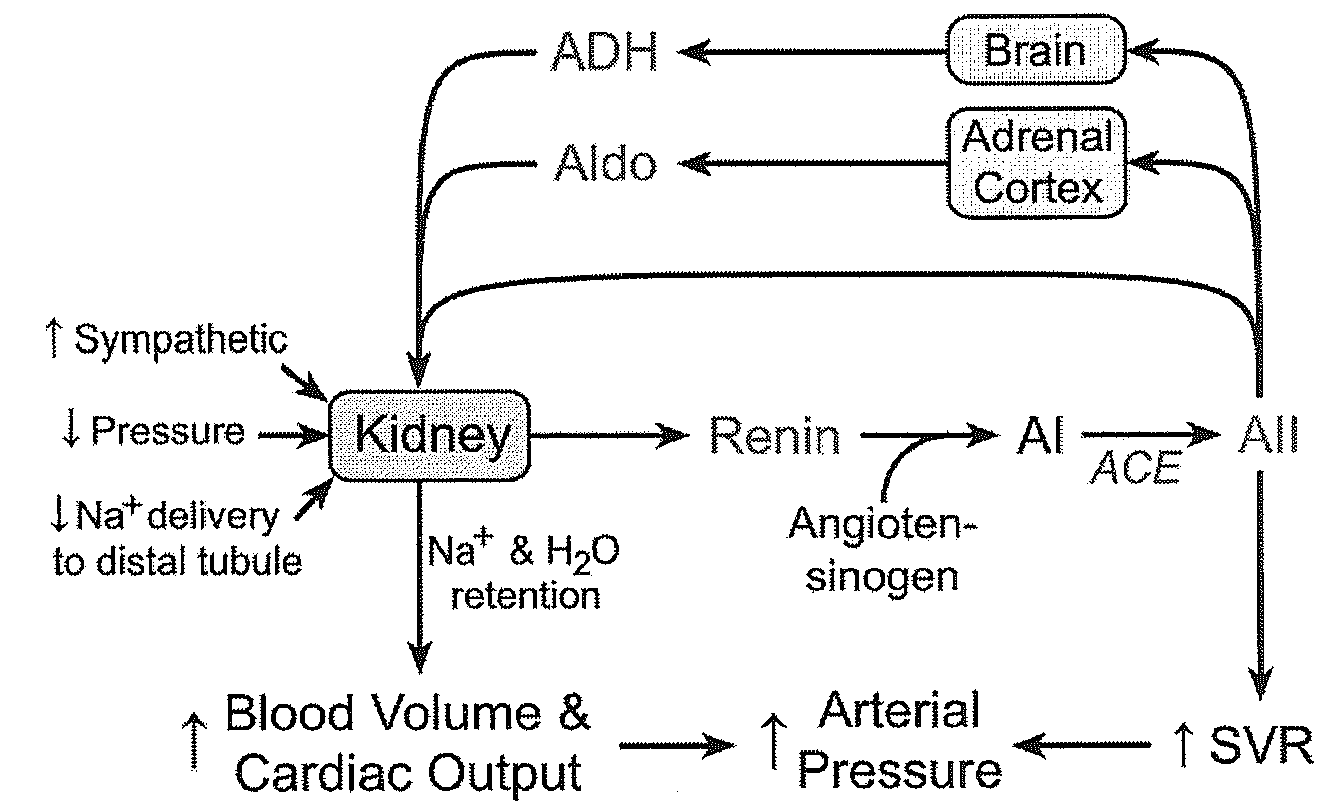 ADH
Brain
Aldo
Adrenal
Cortex
↑ Sympathetic
↓ Pressure
↓ Na⁺ delivery
to distal tubule
Kidney
Renin
AI
ACE
AII
Angioten-
sinogen
Na⁺ & H₂O
retention
↑ Blood Volume &
Cardiac Output
↑ Arterial
Pressure
↑ SVR